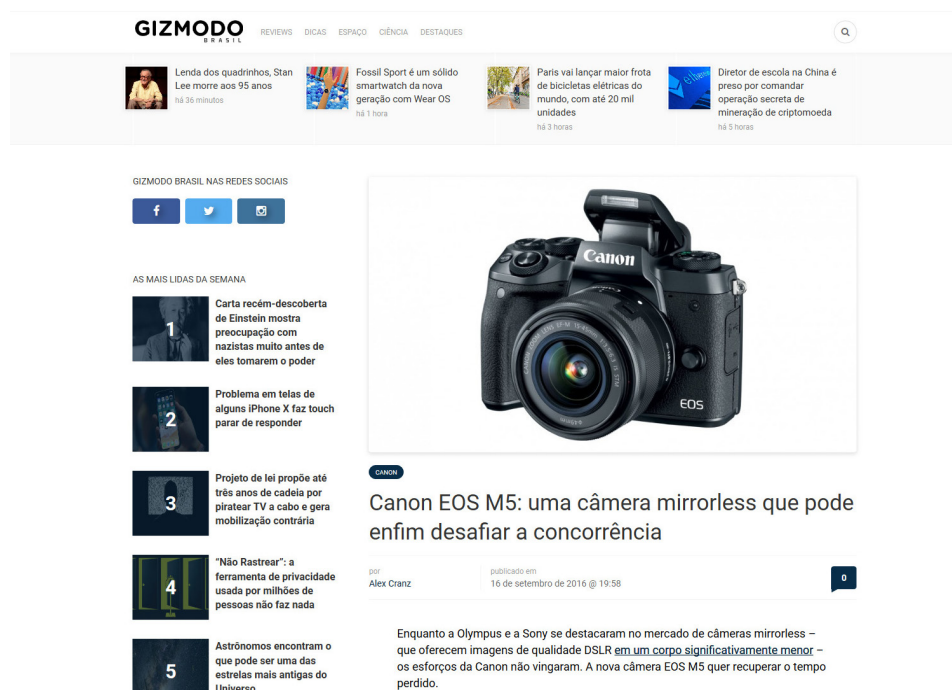 GIZMODO
BRASIL
REVIEWS DICAS ESPAÇO CIÊNCIA DESTAQUES
Lenda dos quadrinhos, Stan
Lee morre aos 95 anos
há 36 minutos
Fossil Sport é um sólido
smartwatch da nova
geração com Wear OS
há 1 hora
Paris vai lançar maior frota
de bicicletas elétricas do
mundo, com até 20 mil
unidades
há 3 horas
Diretor de escola na China é
preso por comandar
operação secreta de
mineração de criptomoeda
há 5 horas
GIZMODO BRASIL NAS REDES SOCIAIS
AS MAIS LIDAS DA SEMANA
1
Carta recém-descoberta
de Einstein mostra
preocupação com
nazistas muito antes de
eles tomarem o poder
2
Problema em telas de
alguns iPhone X faz touch
parar de responder
3
Projeto de lei propõe até
três anos de cadeia por
piratear TV a cabo e gera
mobilização contrária
4
"Não Rastrear": a
ferramenta de privacidade
usada por milhões de
pessoas não faz nada
5
Astrônomos encontram o
que pode ser uma das
estrelas mais antigas do
Universo
Canon
EOS
CANON
Canon EOS M5: uma câmera mirrorless que pode
enfim desafiar a concorrência
por
Alex Cranz
publicado em
16 de setembro de 2016 @ 19:58
0
Enquanto a Olympus e a Sony se destacaram no mercado de câmeras mirrorless –
que oferecem imagens de qualidade DSLR em um corpo significativamente menor –
os esforços da Canon não vingaram. A nova câmera EOS M5 quer recuperar o tempo
perdido.